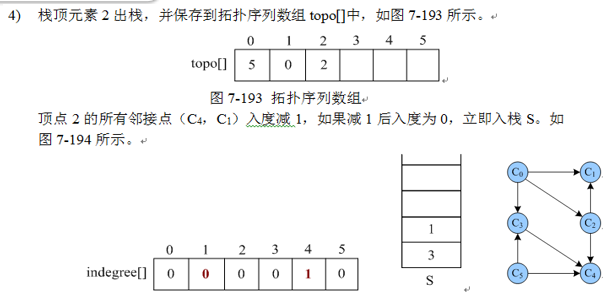 4) 栈顶元素 2 出栈，并保存到拓扑序列数组 topo[]中，如图 7-193 所示。
0 1 2 3 4 5
topo[] 5 0 2
图 7-193 拓扑序列数组
顶点 2 的所有邻接点（C4，C1）入度减 1，如果减 1 后入度为 0，立即入栈 S。如
图 7-194 所示。
0 1 2 3 4 5
indegree[] 0 0 0 0 1 0
1
3
S
C0 C1
C3 C2
C5 C4